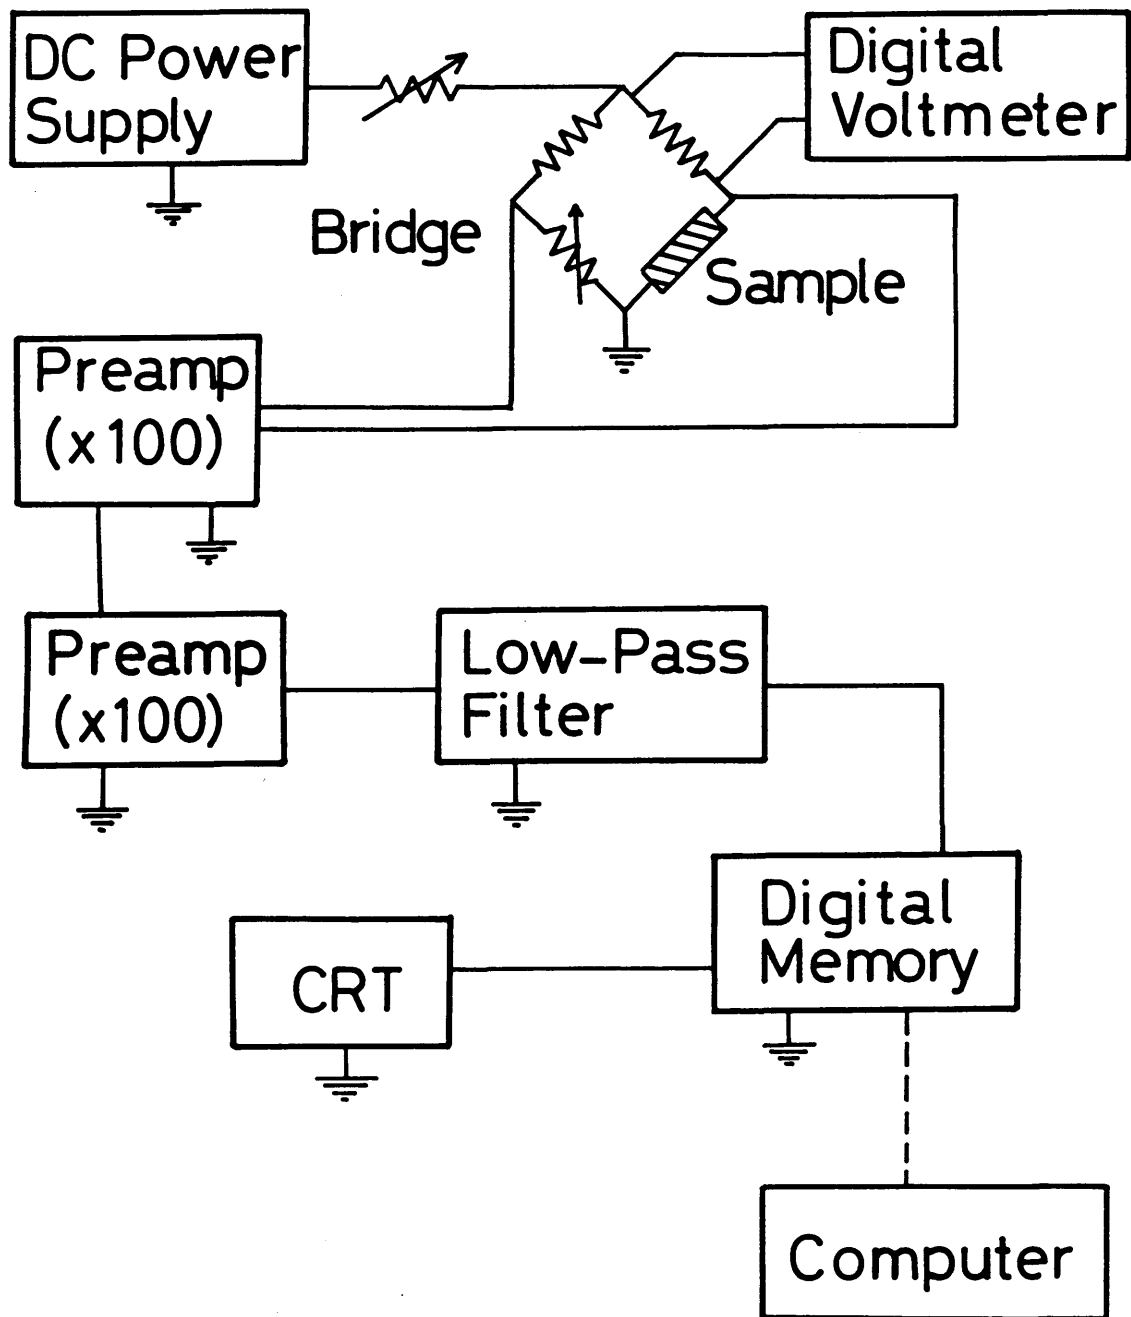 DC Power
Supply
Digital
Voltmeter
Bridge
Sample
Preamp
(x100)
Preamp
(x100)
Low-Pass
Filter
Digital
Memory
CRT
Computer